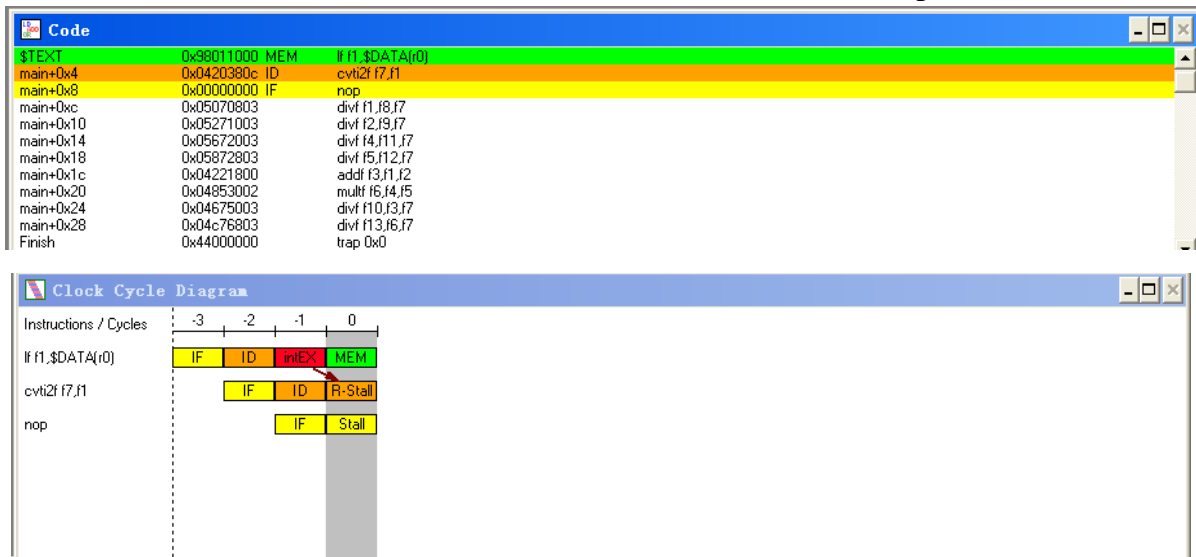 Code
$TEXT 0x98011000 MEM lf f1,$DATA(r0)
main+0x4 0x0420380c ID cvti2f f7,f1
main+0x8 0x00000000 IF nop
main+0xc 0x05070803 divf f1,f8,f7
main+0x10 0x05271003 divf f2,f9,f7
main+0x14 0x05672003 divf f4,f11,f7
main+0x18 0x05872803 divf f5,f12,f7
main+0x1c 0x04221800 addf f3,f1,f2
main+0x20 0x04853002 multf f6,f4,f5
main+0x24 0x04675003 divf f10,f3,f7
main+0x28 0x04c76803 divf f13,f6,f7
Finish 0x44000000 trap 0x0
Clock Cycle Diagram
Instructions / Cycles -3 -2 -1 0
lf f1,$DATA(r0) IF ID intEX MEM
cvti2f f7,f1 IF ID R-Stall
nop IF Stall